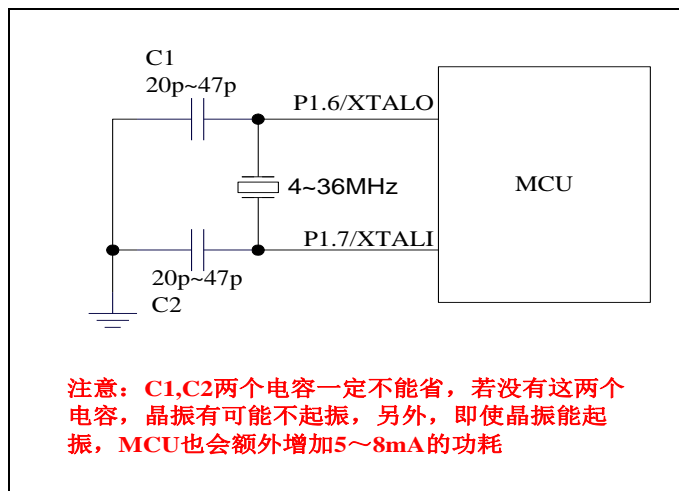 C1
20p~47p
P1.6/XTALO
4~36MHz
MCU
P1.7/XTALI
20p~47p
C2
注意：C1,C2两个电容一定不能省，若没有这两个
电容，晶振有可能不起振，另外，即使晶振能起
振，MCU也会额外增加5～8mA的功耗